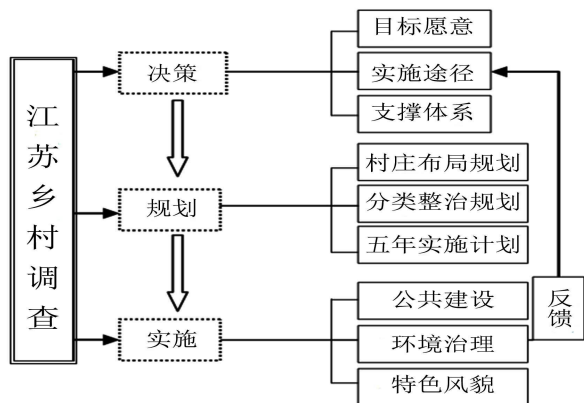 江苏乡村调查
决策
目标愿意
实施途径
支撑体系
规划
村庄布局规划
分类整治规划
五年实施计划
实施
公共建设
环境治理
特色风貌
反馈